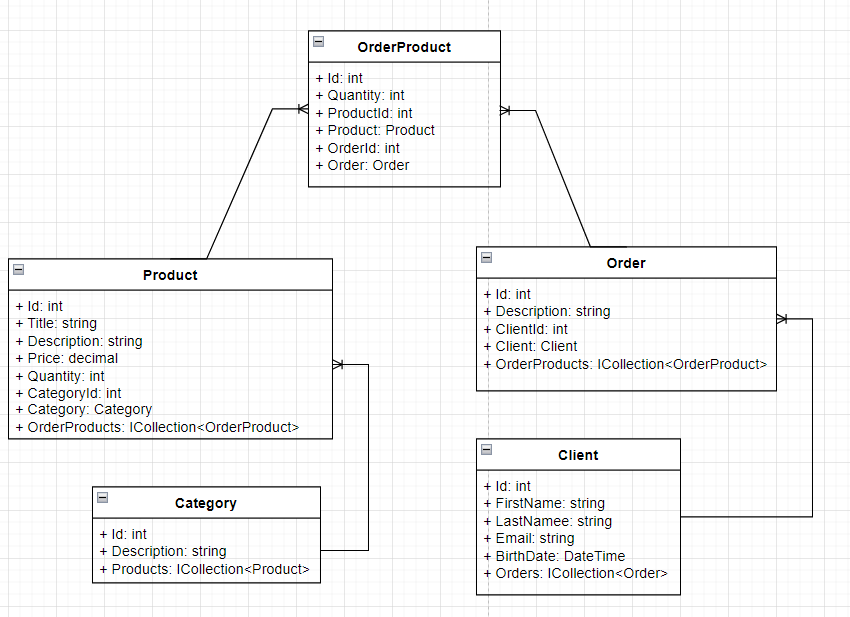 OrderProduct
+ Id: int
+ Quantity: int
+ ProductId: int
+ Product: Product
+ OrderId: int
+ Order: Order
Product
+ Id: int
+ Title: string
+ Description: string
+ Price: decimal
+ Quantity: int
+ CategoryId: int
+ Category: Category
+ OrderProducts: ICollection<OrderProduct>
Order
+ Id: int
+ Description: string
+ ClientId: int
+ Client: Client
+ OrderProducts: ICollection<OrderProduct>
Category
+ Id: int
+ Description: string
+ Products: ICollection<Product>
Client
+ Id: int
+ FirstName: string
+ LastNamee: string
+ Email: string
+ BirthDate: DateTime
+ Orders: ICollection<Order>